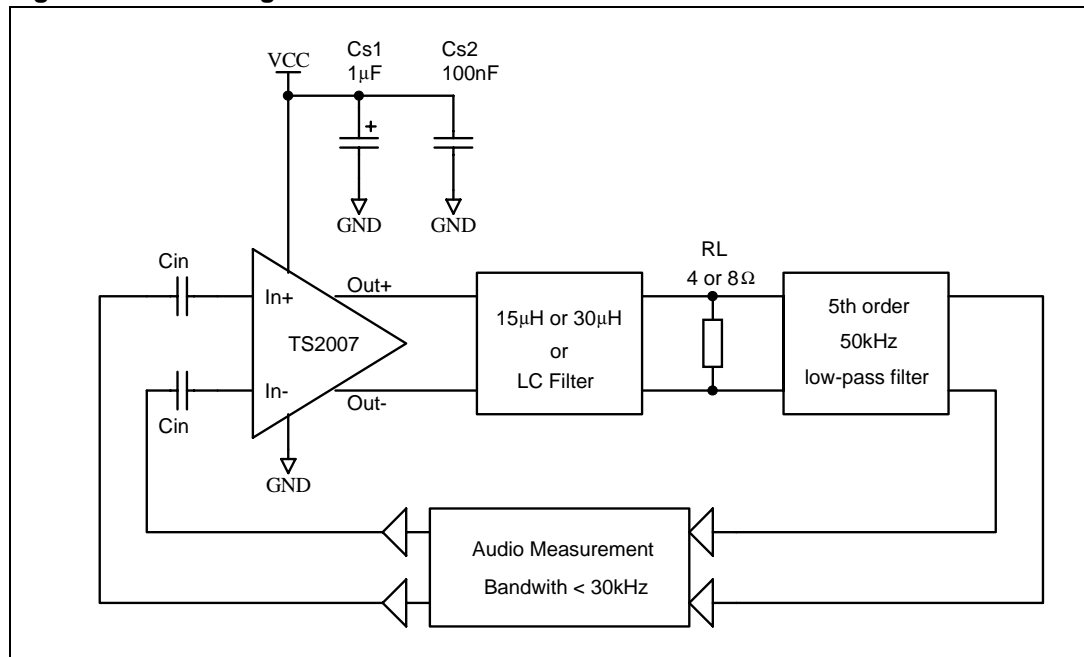 VCC
Cs1
1µF
Cs2
100nF
+
GND
GND
Cin
In+
Out+
TS2007
In-
Out-
Cin
GND
15µH or 30µH
or
LC Filter
RL
4 or 8Ω
5th order
50kHz
low-pass filter
Audio Measurement
Bandwith < 30kHz